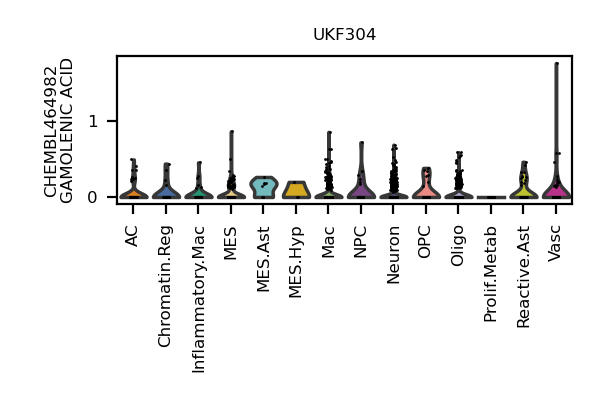 UKF304
CHEMBL464982
GAMOLENIC ACID
1
0
AC
Chromatin.Reg
Inflammatory.Mac
MES
MES.Ast
MES.Hyp
Mac
NPC
Neuron
OPC
Oligo
Prolif.Metab
Reactive.Ast
Vasc